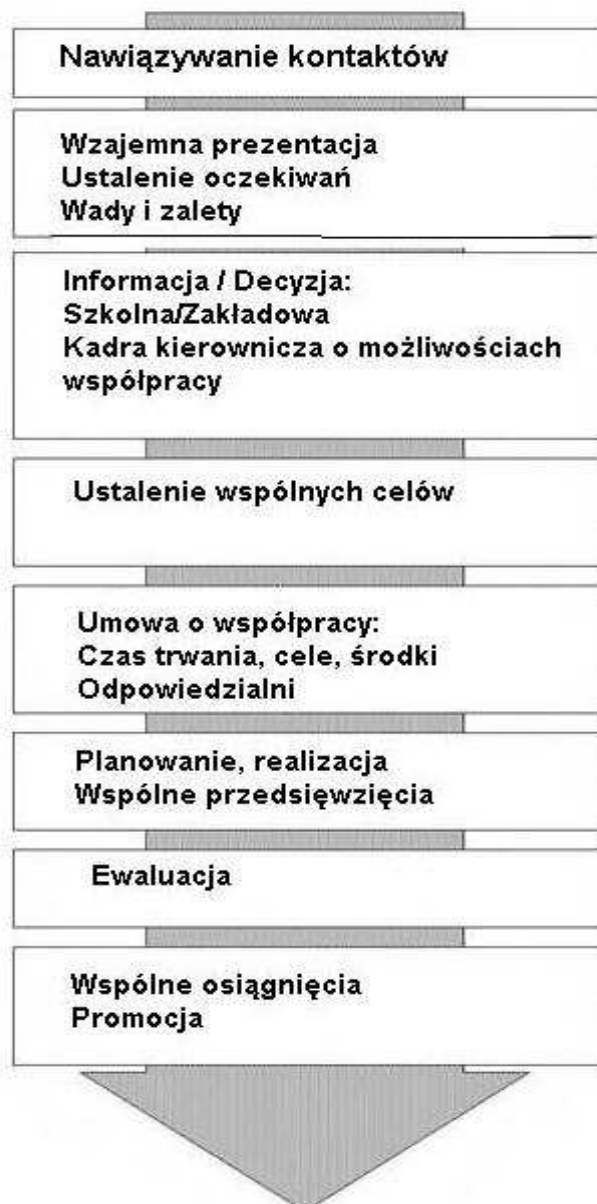 Nawiązywanie kontaktów
Wzajemna prezentacja
Ustalenie oczekiwań
Wady i zalety
Informacja / Decyzja:
Szkolna/Zakładowa
Kadra kierownicza o możliwościach
współpracy
Ustalenie wspólnych celów
Umowa o współpracy:
Czas trwania, cele, środki
Odpowiedzialni
Planowanie, realizacja
Wspólne przedsięwzięcia
Ewaluacja
Wspólne osiągnięcia
Promocja